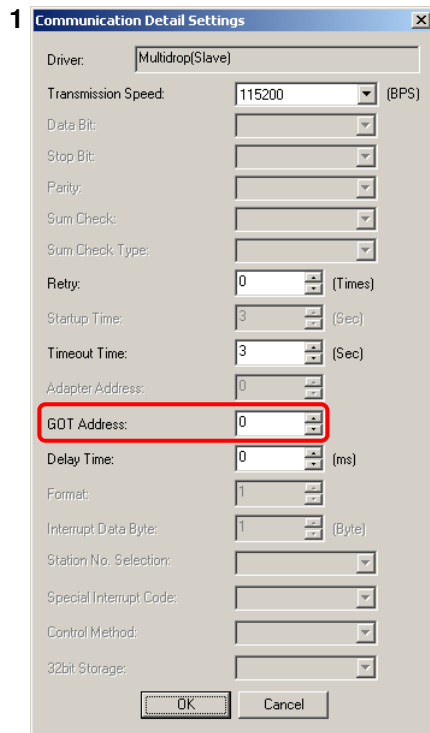 1
Communication Detail Settings
Driver: Multidrop(Slave)
Transmission Speed: 115200 (BPS)
Data Bit:
Stop Bit:
Parity:
Sum Check:
Sum Check Type:
Retry: 0 (Times)
Startup Time: 3 (Sec)
Timeout Time: 3 (Sec)
Adapter Address: 0
GOT Address: 0
Delay Time: 0 (ms)
Format: 1
Interrupt Data Byte: 1 (Byte)
Station No. Selection:
Special Interrupt Code:
Control Method:
32bit Storage:
OK Cancel